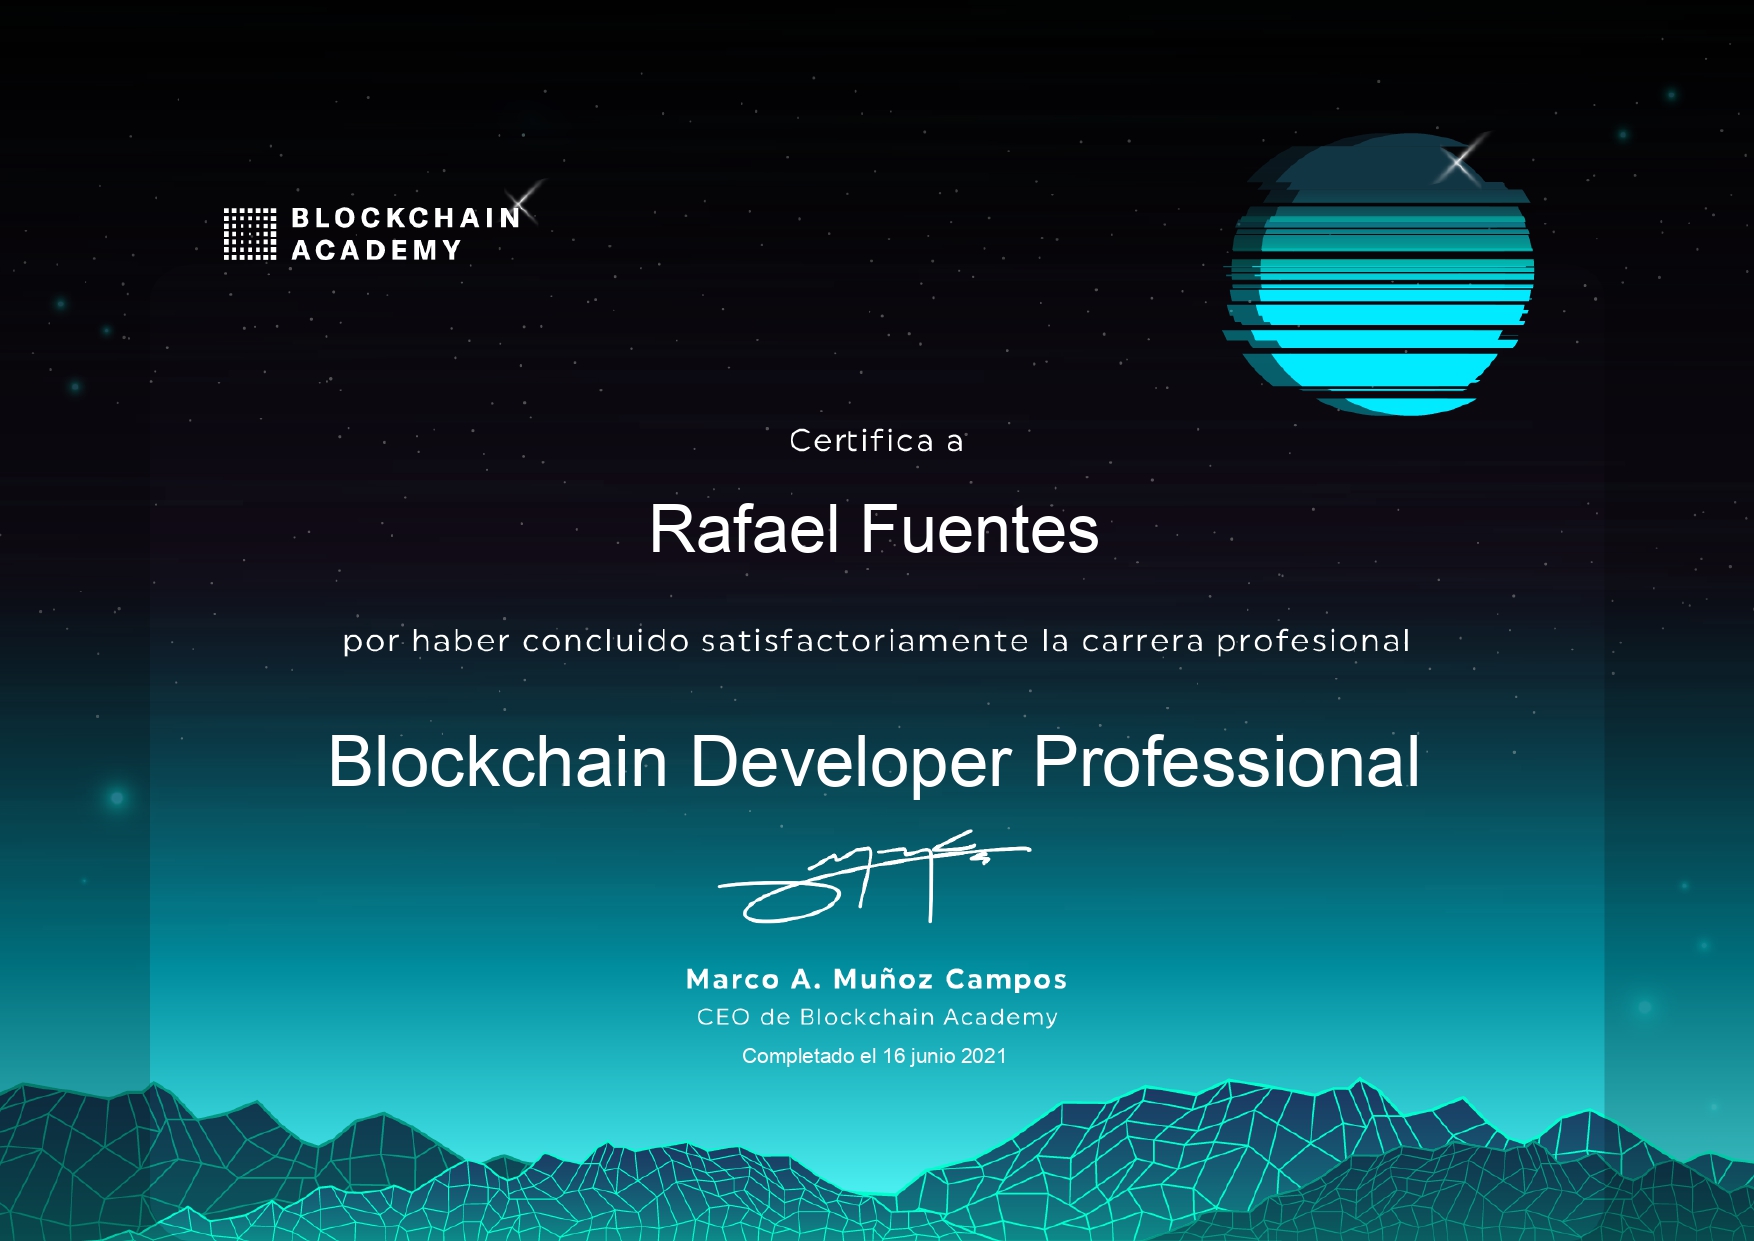 BLOCKCHAIN
ACADEMY
Certifica a
Rafael Fuentes
por haber concluido satisfactoriamente la carrera profesional
Blockchain Developer Professional
Marco A. Muñoz Campos
CEO de Blockchain Academy
Completado el 16 junio 2021